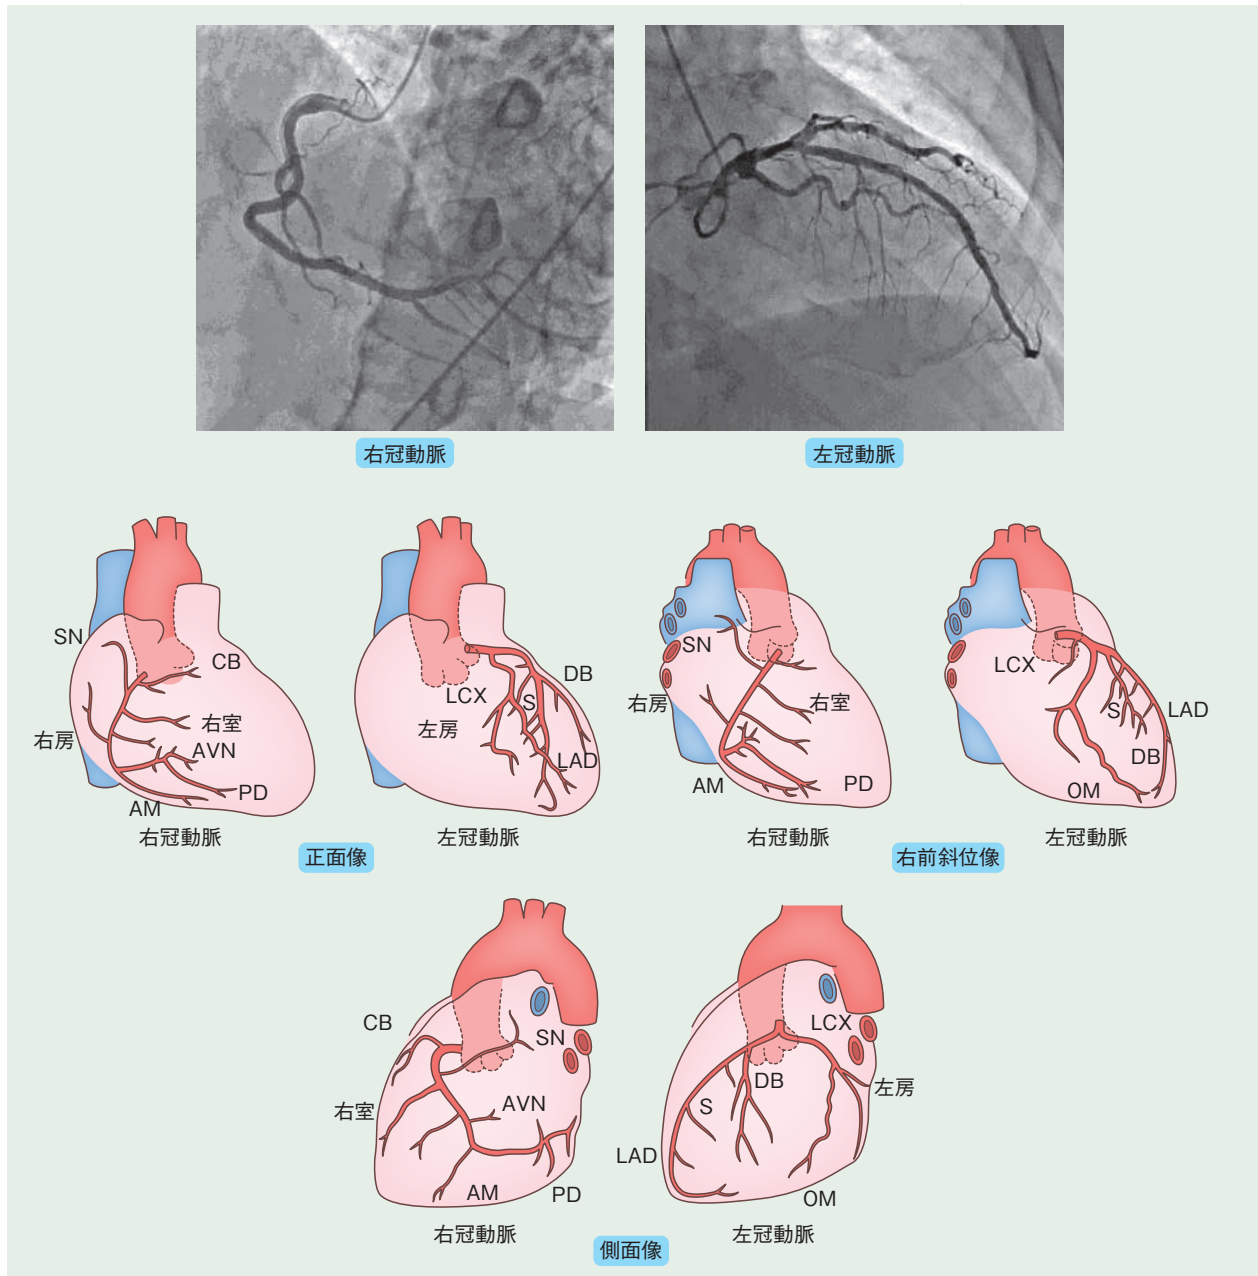 右冠動脈
左冠動脈
SN
CB
右室
右房
AVN
PD
AM
右冠動脈
DB
LCX
S
左房
LAD
左冠動脈
正面像
SN
右房
右室
AM
PD
右冠動脈
LCX
S
LAD
DB
OM
左冠動脈
右前斜位像
CB
SN
右室
AVN
AM
PD
右冠動脈
LCX
DB
左房
S
LAD
OM
左冠動脈
側面像